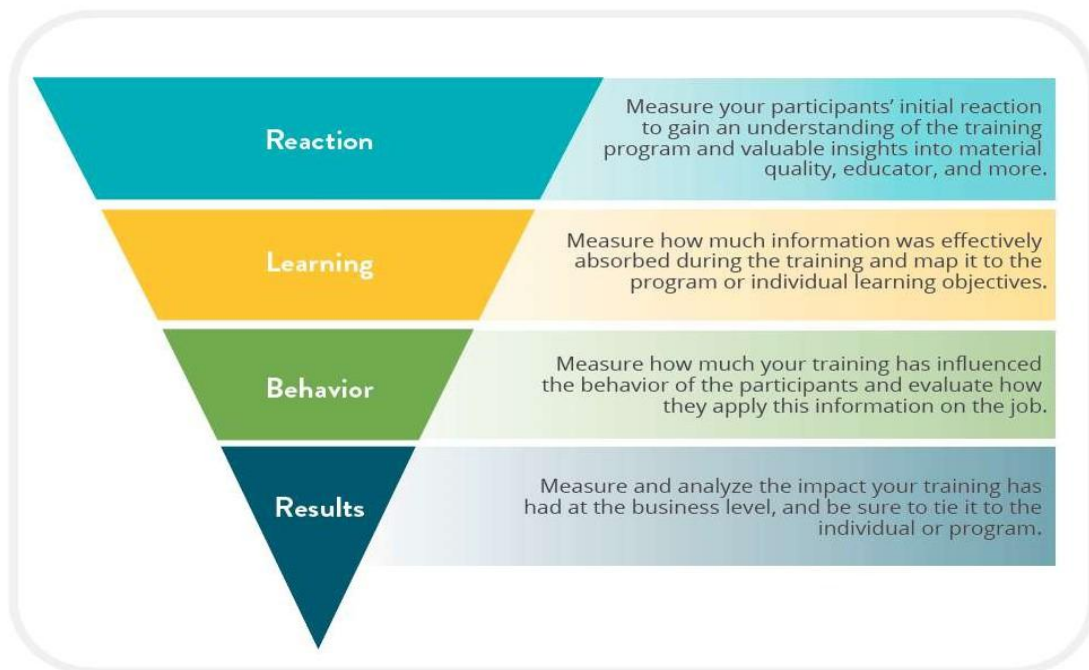 Reaction
Measure your participants’ initial reaction
to gain an understanding of the training
program and valuable insights into material
quality, educator, and more.
Learning
Measure how much information was effectively
absorbed during the training and map it to the
program or individual learning objectives.
Behavior
Measure how much your training has influenced
the behavior of the participants and evaluate how
they apply this information on the job.
Results
Measure and analyze the impact your training has
had at the business level, and be sure to tie it to the
individual or program.